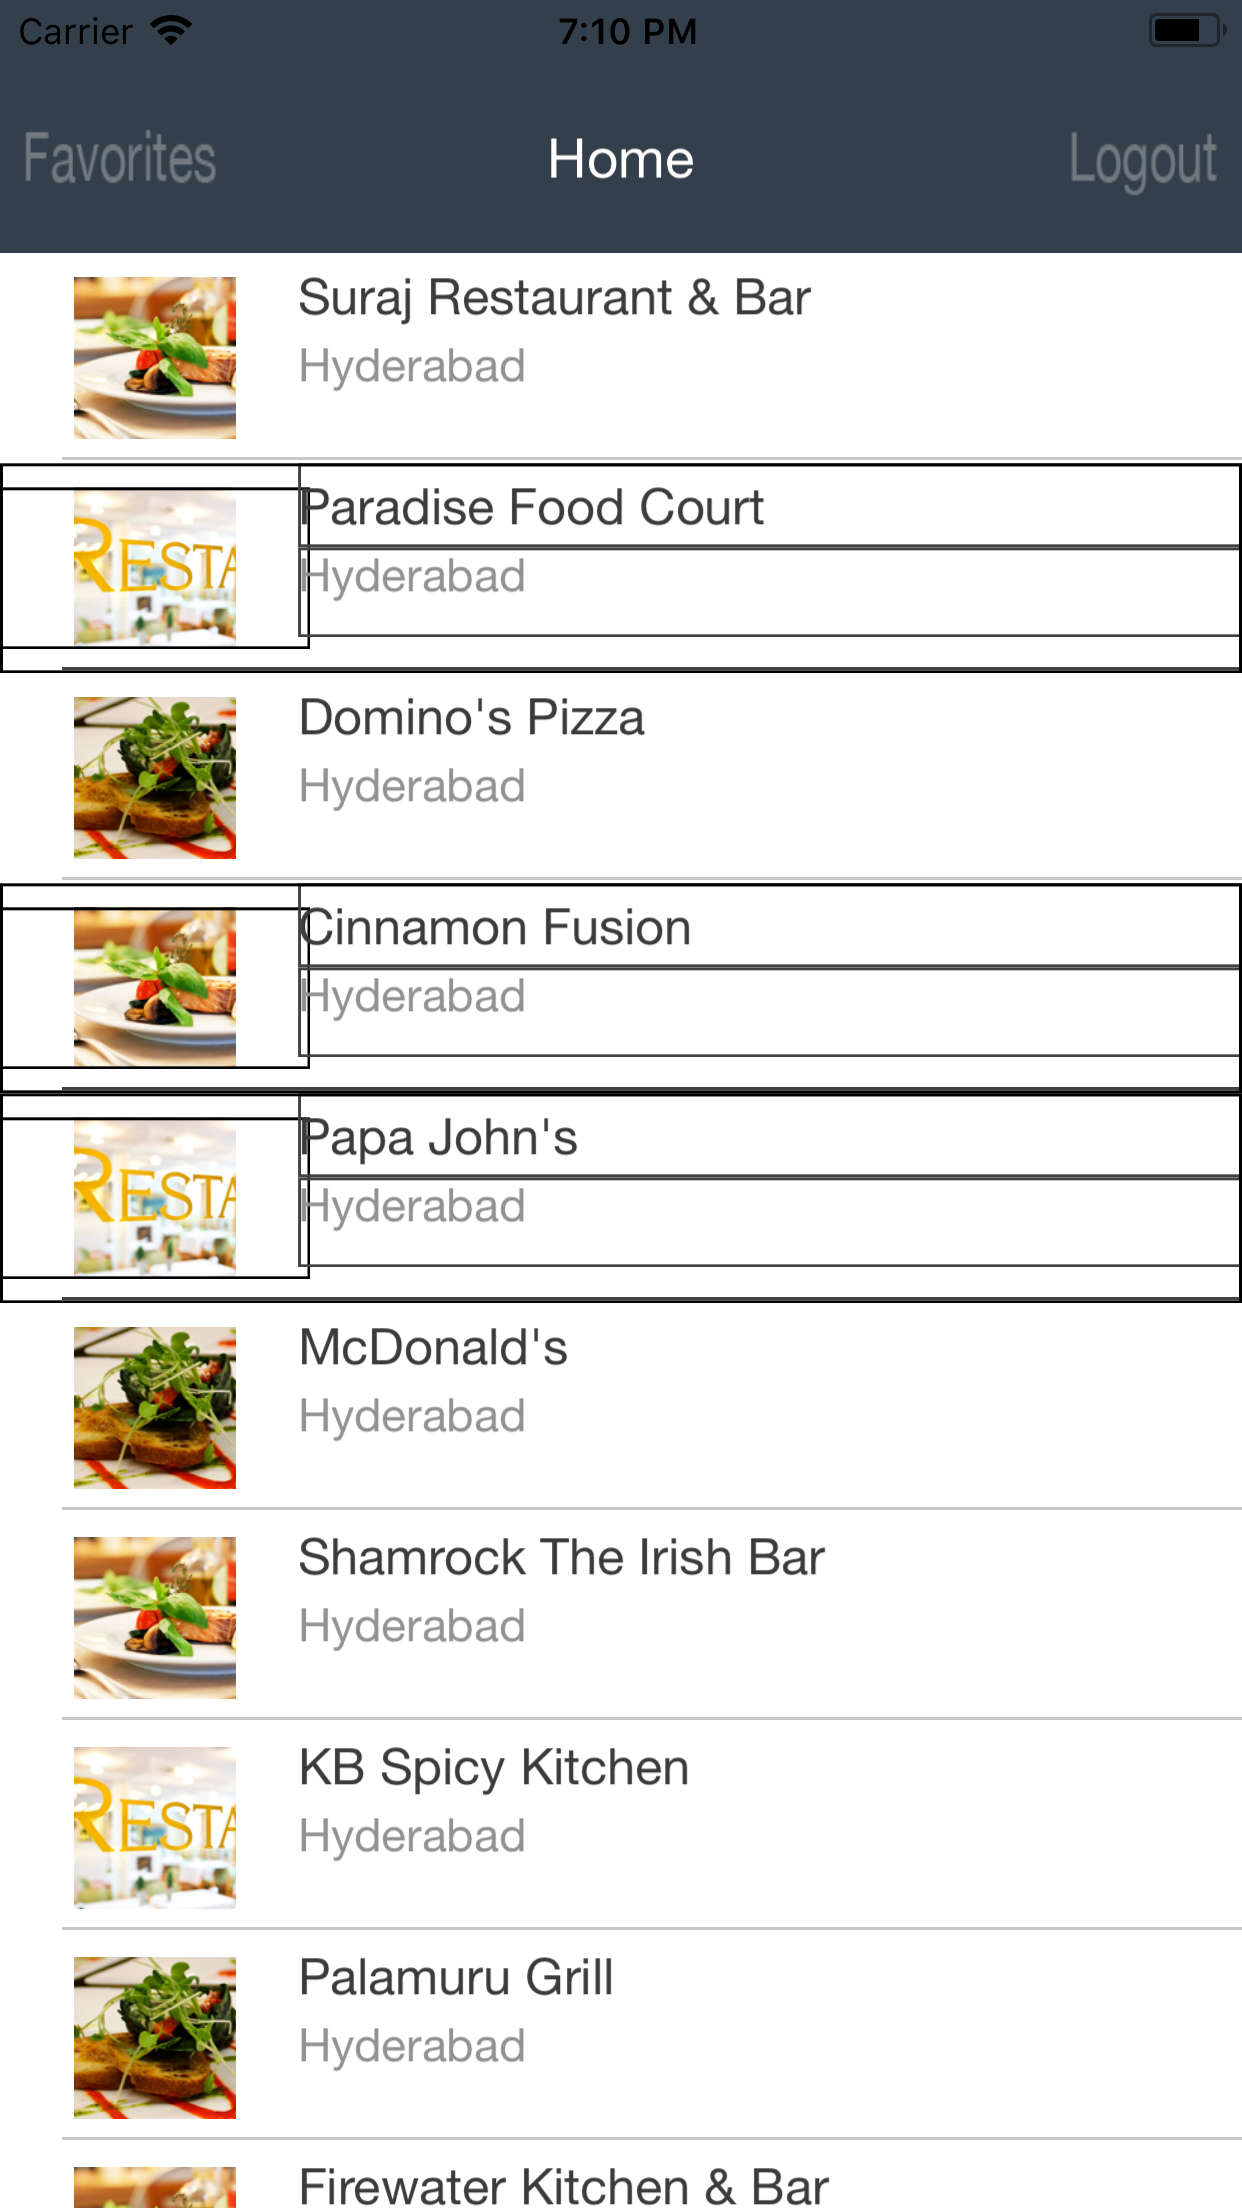 Carrier 7:10 PM
Favorites Home Logout
Suraj Restaurant & Bar
Hyderabad
Paradise Food Court
Hyderabad
RESTA
Domino's Pizza
Hyderabad
Cinnamon Fusion
Hyderabad
Papa John's
Hyderabad
RESTA
McDonald's
Hyderabad
Shamrock The Irish Bar
Hyderabad
KB Spicy Kitchen
Hyderabad
RESTA
Palamuru Grill
Hyderabad
Firewater Kitchen & Bar